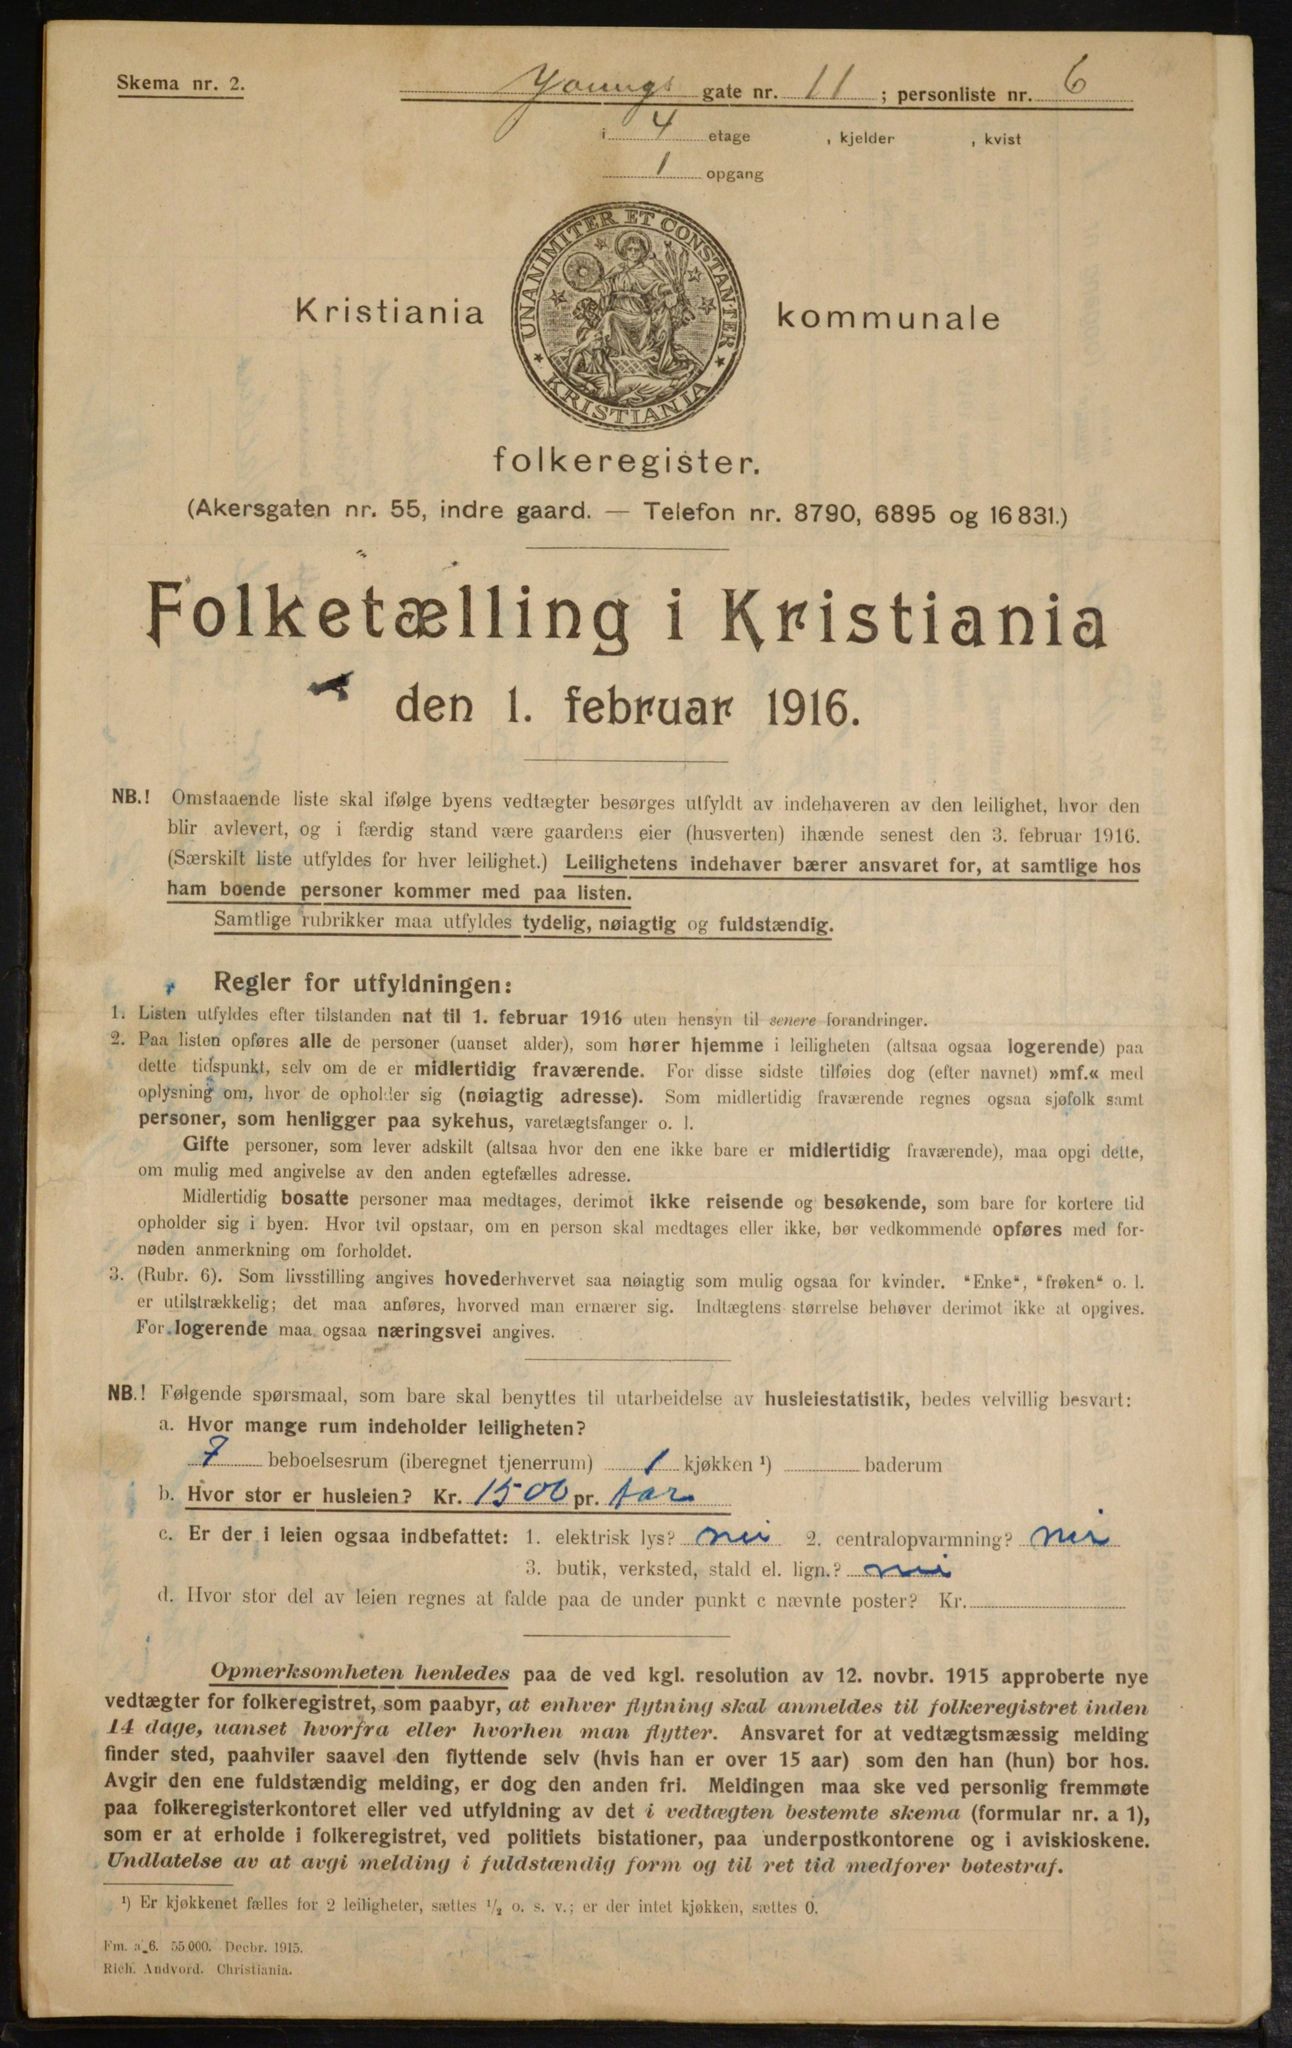 Skema nr. 2.
Youngs gate nr. 11; personliste nr. 6
i 4 etage , kjelder , kvist
1 opgang
UNANIMITER ET CONSTANTER
KRISTIANIA
Kristiania kommunale
folkeregister.
(Akersgaten nr. 55, indre gaard. — Telefon nr. 8790, 6895 og 16831.)
Folketælling i Kristiania
den 1. februar 1916.
NB.! Omstaaende liste skal ifølge byens vedtægter besørges utfyldt av indehaveren av den leilighet, hvor den
blir avlevert, og i færdig stand være gaardens eier (husverten) ihænde senest den 3. februar 1916.
(Særskilt liste utfyldes for hver leilighet.) Leilighetens indehaver bærer ansvaret for, at samtlige hos
ham boende personer kommer med paa listen.
Samtlige rubrikker maa utfyldes tydelig, nøiagtig og fuldstændig.
Regler for utfyldningen:
1. Listen utfyldes efter tilstanden nat til 1. februar 1916 uten hensyn til senere forandringer.
2. Paa listen opføres alle de personer (uanset alder), som hører hjemme i leiligheten (altsaa ogsaa logerende) paa
dette tidspunkt, selv om de er midlertidig fraværende. For disse sidste tilføies dog (efter navnet) »mf.« med
oplysning om, hvor de opholder sig (nøiagtig adresse). Som midlertidig fraværende regnes ogsaa sjøfolk samt
personer, som henligger paa sykehus, varetægtsfanger o. l.
Gifte personer, som lever adskilt (altsaa hvor den ene ikke bare er midlertidig fraværende), maa opgi dette,
om mulig med angivelse av den anden egtefælles adresse.
Midlertidig bosatte personer maa medtages, derimot ikke reisende og besøkende, som bare for kortere tid
opholder sig i byen. Hvor tvil opstaar, om en person skal medtages eller ikke, bør vedkommende opføres med for-
nøden anmerkning om forholdet.
3. (Rubr. 6). Som livsstilling angives hovederhvervet saa nøiagtig som mulig ogsaa for kvinder. "Enke", "frøken" o. l.
er utilstrækkelig; det maa anføres, hvorved man ernærer sig. Indtægtens størrelse behøver derimot ikke at opgives.
For logerende maa ogsaa næringsvei angives.
NB.! Følgende spørsmaal, som bare skal benyttes til utarbeidelse av husleiestatistik, bedes velvillig besvart:
a. Hvor mange rum indeholder leiligheten?
7 beboelsesrum (iberegnet tjenerrum) 1 kjøkken ¹) baderum
b. Hvor stor er husleien? Kr. 1500 pr. Aar
c. Er der i leien ogsaa indbefattet: 1. elektrisk lys? nei 2. centralopvarmning? nei
3. butik, verksted, stald el. lign.? nei
d. Hvor stor del av leien regnes at falde paa de under punkt c nævnte poster? Kr.
Opmerksomheten henledes paa de ved kgl. resolution av 12. novbr. 1915 approberte nye
vedtægter for folkeregistret, som paabyr, at enhver flytning skal anmeldes til folkeregistret inden
14 dage, uanset hvorfra eller hvorhen man flytter. Ansvaret for at vedtægtsmæssig melding
finder sted, paahviler saavel den flyttende selv (hvis han er over 15 aar) som den han (hun) bor hos.
Avgir den ene fuldstændig melding, er dog den anden fri. Meldingen maa ske ved personlig fremmøte
paa folkeregisterkontoret eller ved utfyldning av det i vedtægten bestemte skema (formular nr. a 1),
som er at erholde i folkeregistret, ved politiets bistationer, paa underpostkontorene og i aviskioskene.
Undlatelse av at avgi melding i fuldstændig form og til ret tid medfører bøtestraf.
¹) Er kjøkkenet fælles for 2 leiligheter, sættes ½ o. s. v.; er der intet kjøkken, sættes 0.
Fm. a_6. 55000. Decbr. 1915.
Rich. Andvord. Christiania.